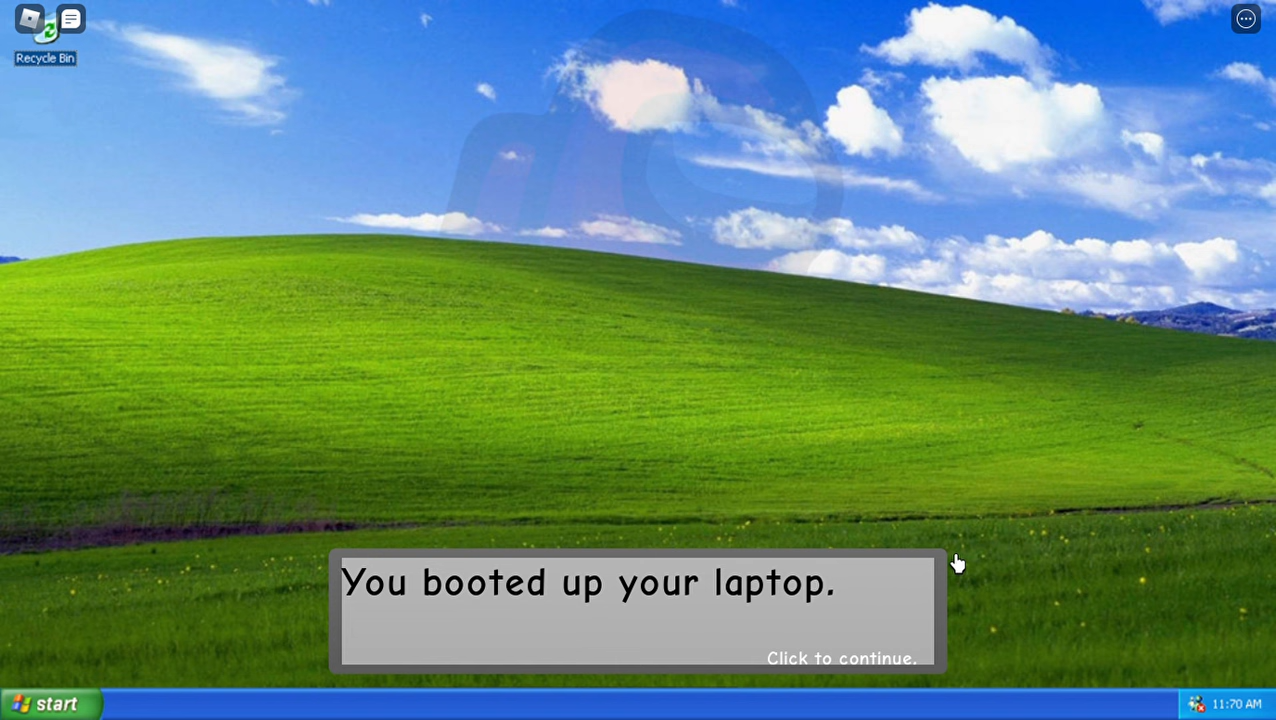 Recycle Bin
You booted up your laptop.
Click to continue.
start
11:70 AM